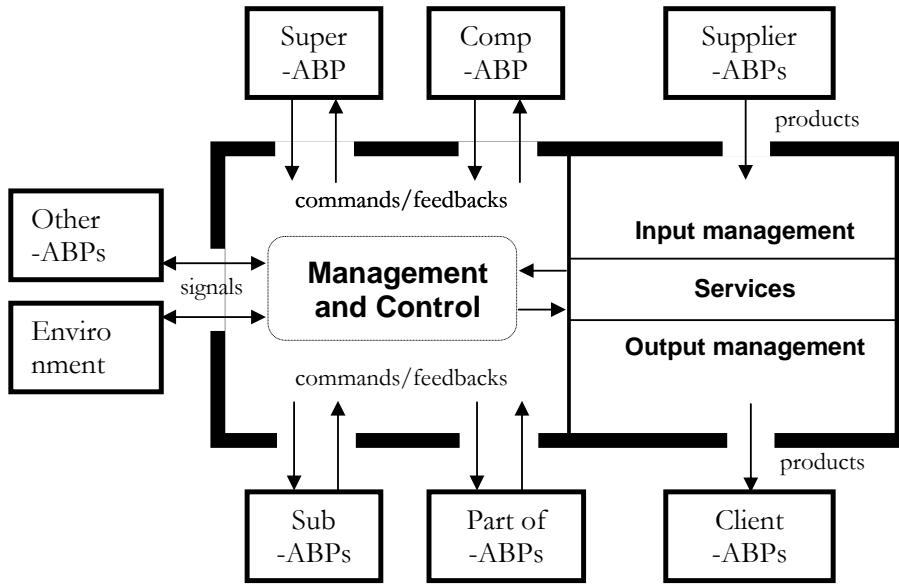 Super
-ABP
Comp
-ABP
Supplier
-ABPs
products
commands/feedbacks
Other
-ABPs
signals
Enviro
nment
Management
and Control
Input management
Services
Output management
commands/feedbacks
products
Sub
-ABPs
Part of
-ABPs
Client
-ABPs